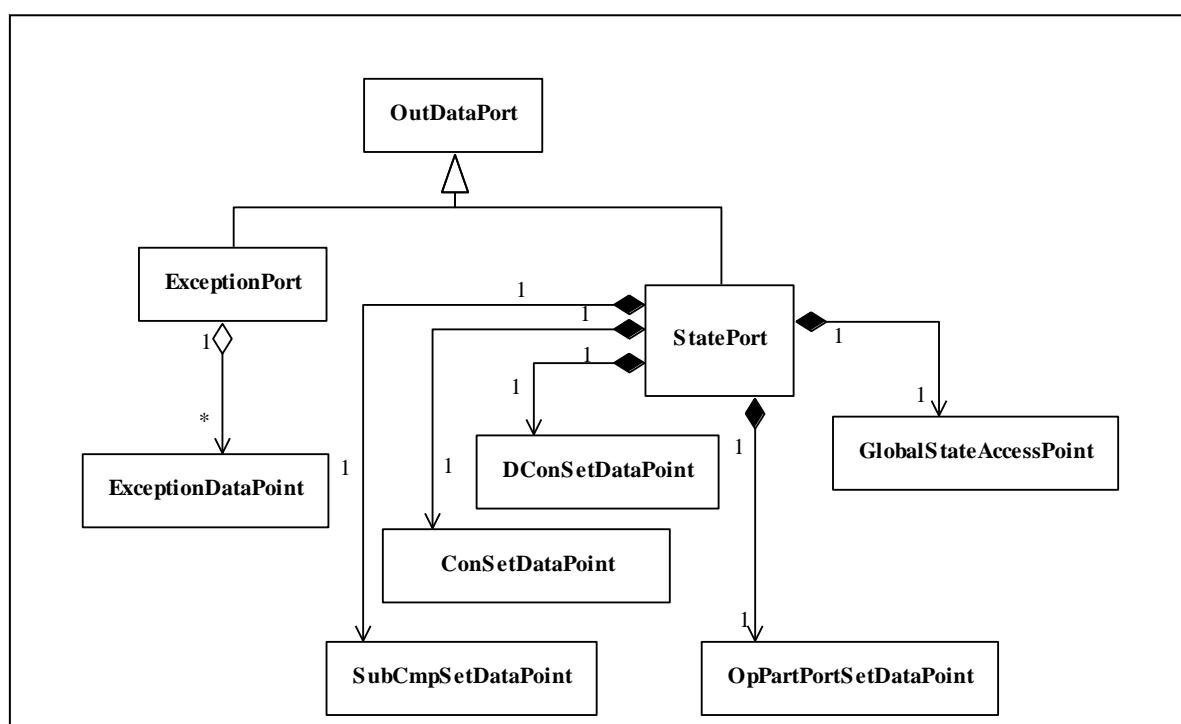 OutDataPort
ExceptionPort
1
1
StatePort
1
1
1
1
1
1
*
1
GlobalStateAccessPoint
ExceptionDataPoint
1
1
DConSetDataPoint
ConSetDataPoint
1
SubCmpSetDataPoint
OpPartPortSetDataPoint